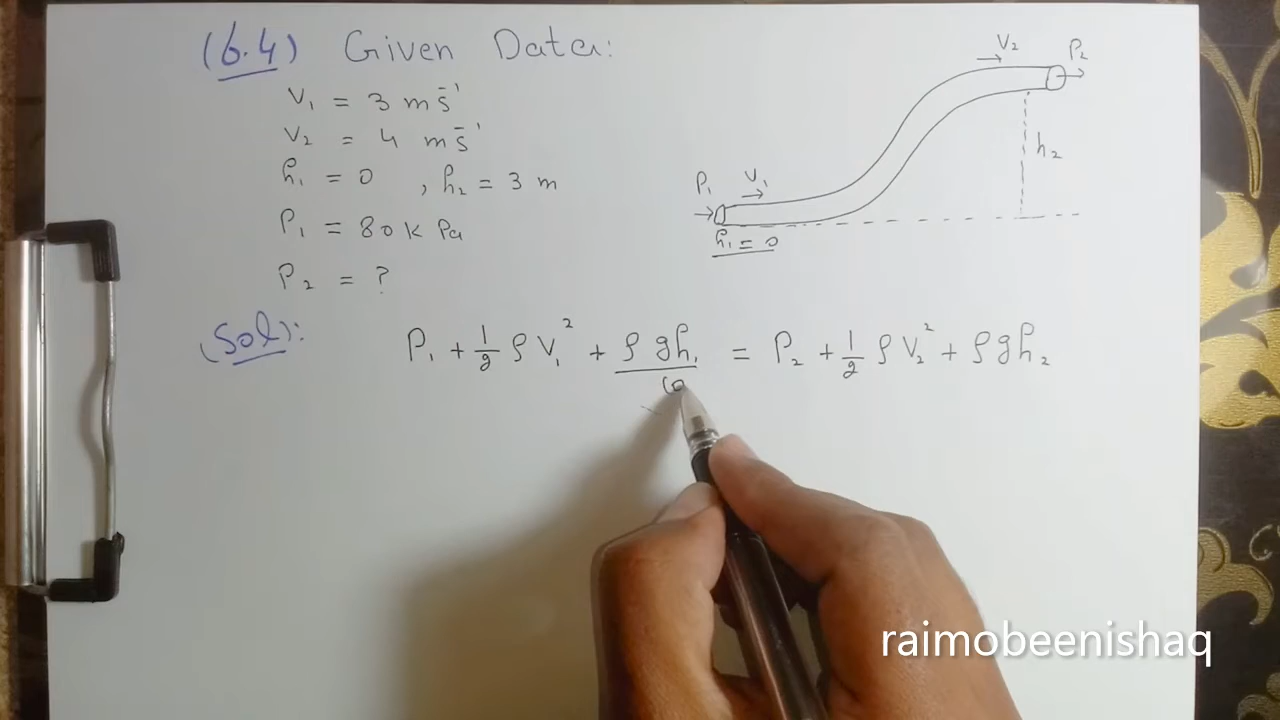 (6.4) Given Data:
V₁ = 3 ms⁻¹
V₂ = 4 ms⁻¹
h₁ = 0 , h₂ = 3 m
P₁ = 80 k Pa
P₂ = ?
V₂
P₂
h₂
P₁ V₁
h₁ = 0
Sol):
P₁ + 1/2 ρ V₁² + ρ g h₁ = P₂ + 1/2 ρ V₂² + ρ g h₂
raimobeenishaq